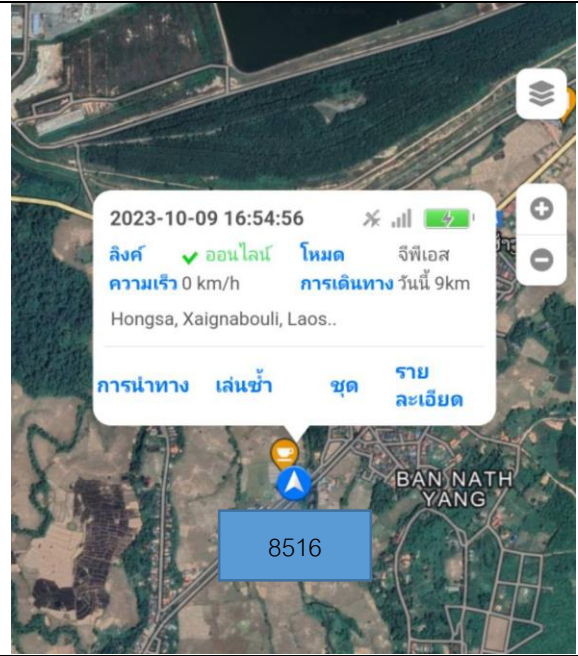 2023-10-09 16:54:56
ลิงค์ ออนไลน์ โหมด จีพีเอส
ความเร็ว 0 km/h การเดินทาง วันนี้ 9km
Hongsa, Xaignabouli, Laos..
การนำทาง เล่นซ้ำ ชุด ราย
ละเอียด
BAN NATH
YANG
8516